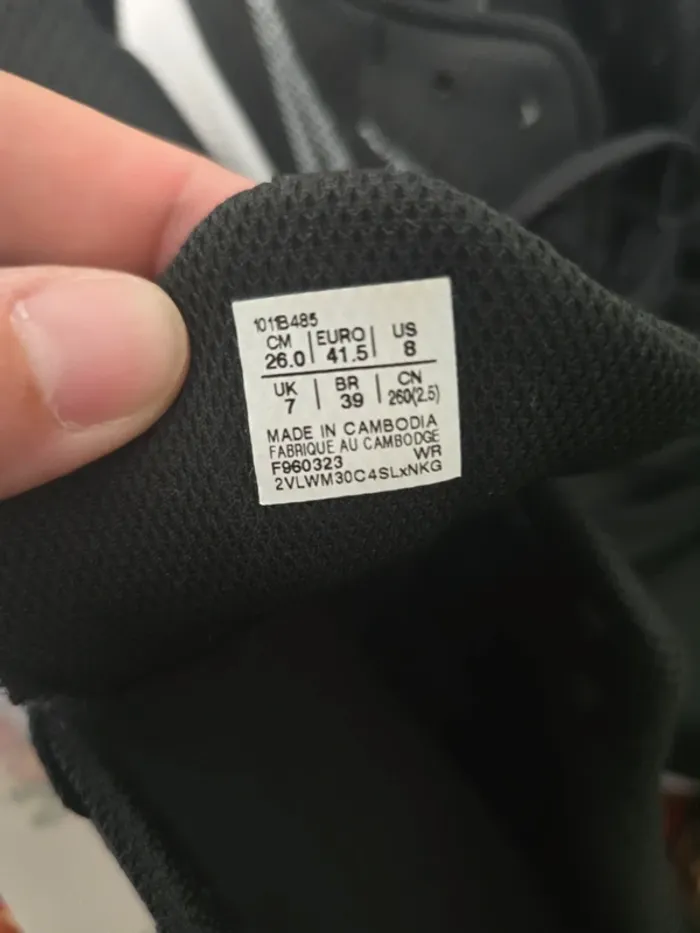 1011B485
CM | EURO | US
26.0 | 41.5 | 8
UK | BR | CN
7 | 39 | 260(2.5)
MADE IN CAMBODIA
FABRIQUE AU CAMBODGE
F960323 WR
2VLWM30C4SLxNKG